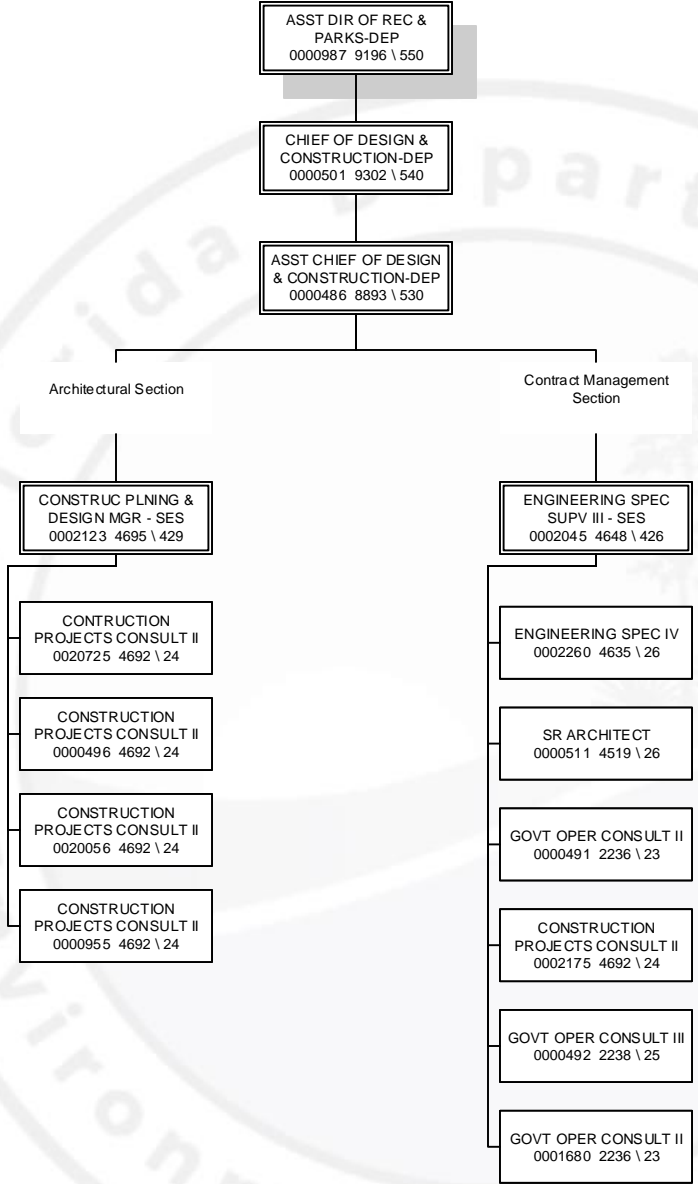 ASST DIR OF REC &
PARKS-DEP
0000987 9196 \ 550
CHIEF OF DESIGN &
CONSTRUCTION-DEP
0000501 9302 \ 540
ASST CHIEF OF DESIGN
& CONSTRUCTION-DEP
0000486 8893 \ 530
Architectural Section
CONSTRUC PLNING &
DESIGN MGR - SES
0002123 4695 \ 429
CONTRUCTION
PROJECTS CONSULT II
0020725 4692 \ 24
CONSTRUCTION
PROJECTS CONSULT II
0000496 4692 \ 24
CONSTRUCTION
PROJECTS CONSULT II
0020056 4692 \ 24
CONSTRUCTION
PROJECTS CONSULT II
0000955 4692 \ 24
Contract Management
Section
ENGINEERING SPEC
SUPV III - SES
0002045 4648 \ 426
ENGINEERING SPEC IV
0002260 4635 \ 26
SR ARCHITECT
0000511 4519 \ 26
GOVT OPER CONSULT II
0000491 2236 \ 23
CONSTRUCTION
PROJECTS CONSULT II
0002175 4692 \ 24
GOVT OPER CONSULT III
0000492 2238 \ 25
GOVT OPER CONSULT II
0001680 2236 \ 23